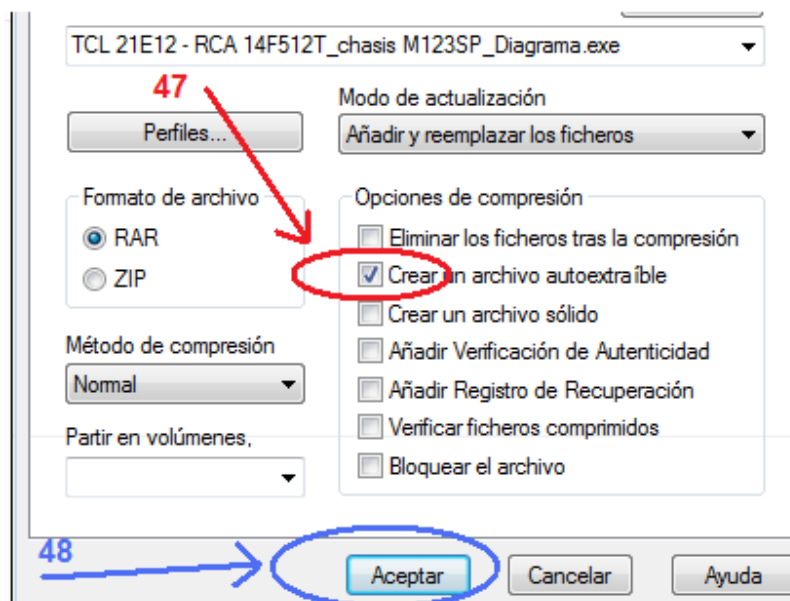 TCL 21E12 - RCA 14F512T_chasis M123SP_Diagrama.exe
47
Modo de actualización
Perfiles...
Añadir y reemplazar los ficheros
Formato de archivo
Opciones de compresión
RAR
Eliminar los ficheros tras la compresión
ZIP
Crear un archivo autoextraíble
Crear un archivo sólido
Método de compresión
Añadir Verificación de Autenticidad
Normal
Añadir Registro de Recuperación
Partir en volúmenes,
Verificar ficheros comprimidos
Bloquear el archivo
48
Aceptar
Cancelar
Ayuda